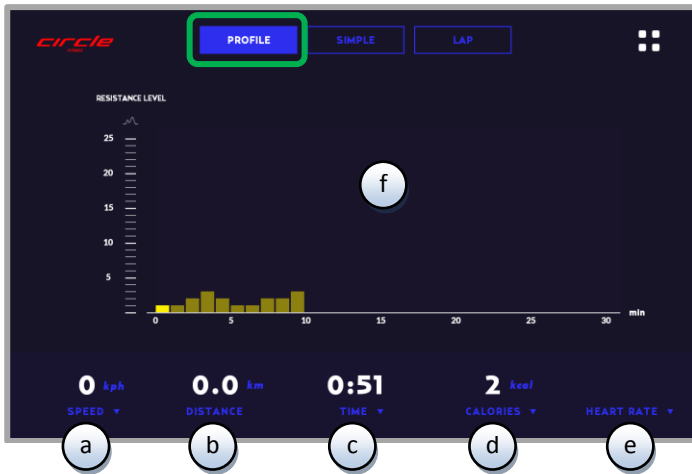 circle
PROFILE SIMPLE LAP
RESISTANCE LEVEL
25
20
15
10
5
f
0 5 10 15 20 25 30 min
0 kph 0.0 km 0:51 2 kcal
SPEED ▼ DISTANCE TIME ▼ CALORIES ▼ HEART RATE ▼
a b c d e